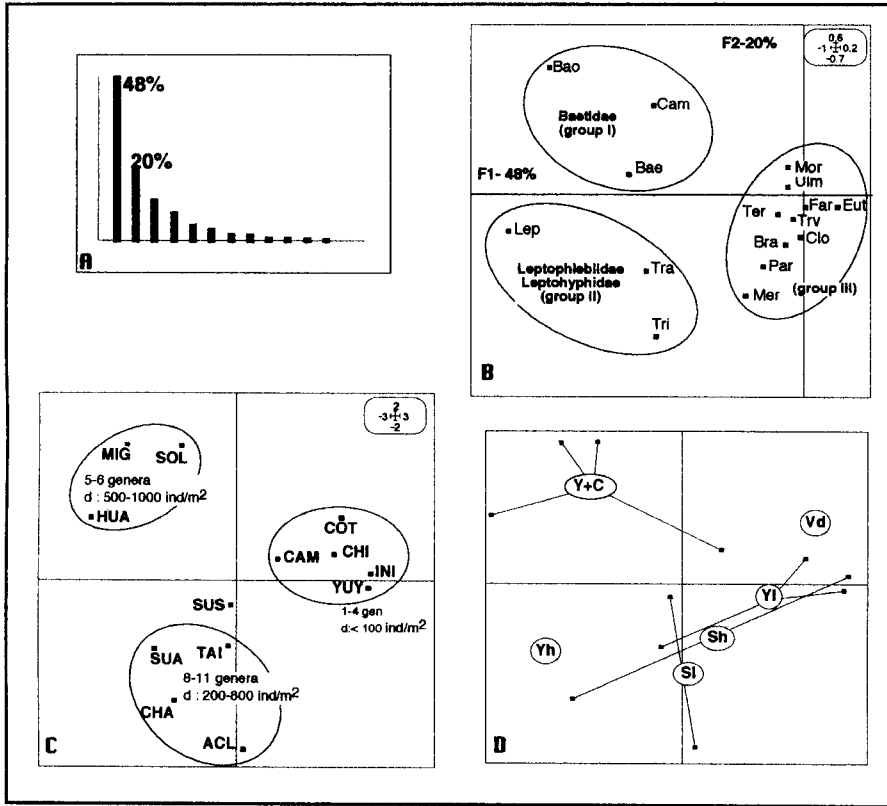 48%
20%
A
F2-20%
0.6
-1 0.2
-0.7
Bao
Cam
Baetidae
(group I)
Bae
F1- 48%
Mor
Ulm
Far Eut
Ter
Trv
Clo
Bra
Par
Mer
(group III)
Lep
Leptophlebiidae
Leptohyphidae
(group II)
Tra
Tri
B
2
-3 3
-2
MIG SOL
5-6 genera
d : 500-1000 ind/m²
HUA
COT
CAM CHI
INI
YUY
1-4 gen
d:< 100 ind/m²
SUS
SUA TAI
8-11 genera
d : 200-800 ind/m²
CHA
ACL
C
Y+C
Vd
Yl
Sh
Yh
Sl
D